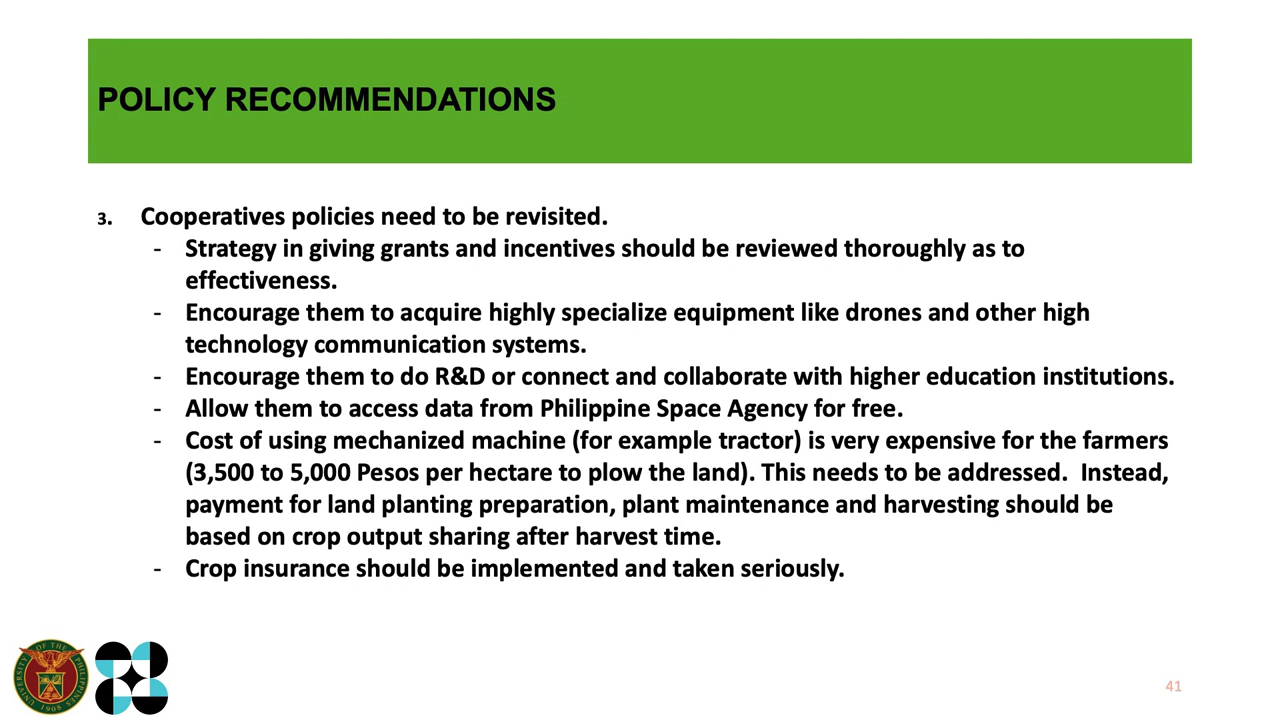 POLICY RECOMMENDATIONS
3. Cooperatives policies need to be revisited.
- Strategy in giving grants and incentives should be reviewed thoroughly as to
effectiveness.
- Encourage them to acquire highly specialize equipment like drones and other high
technology communication systems.
- Encourage them to do R&D or connect and collaborate with higher education institutions.
- Allow them to access data from Philippine Space Agency for free.
- Cost of using mechanized machine (for example tractor) is very expensive for the farmers
(3,500 to 5,000 Pesos per hectare to plow the land). This needs to be addressed.  Instead,
payment for land planting preparation, plant maintenance and harvesting should be
based on crop output sharing after harvest time.
- Crop insurance should be implemented and taken seriously.
UNIVERSITY OF THE PHILIPPINES
1908
41